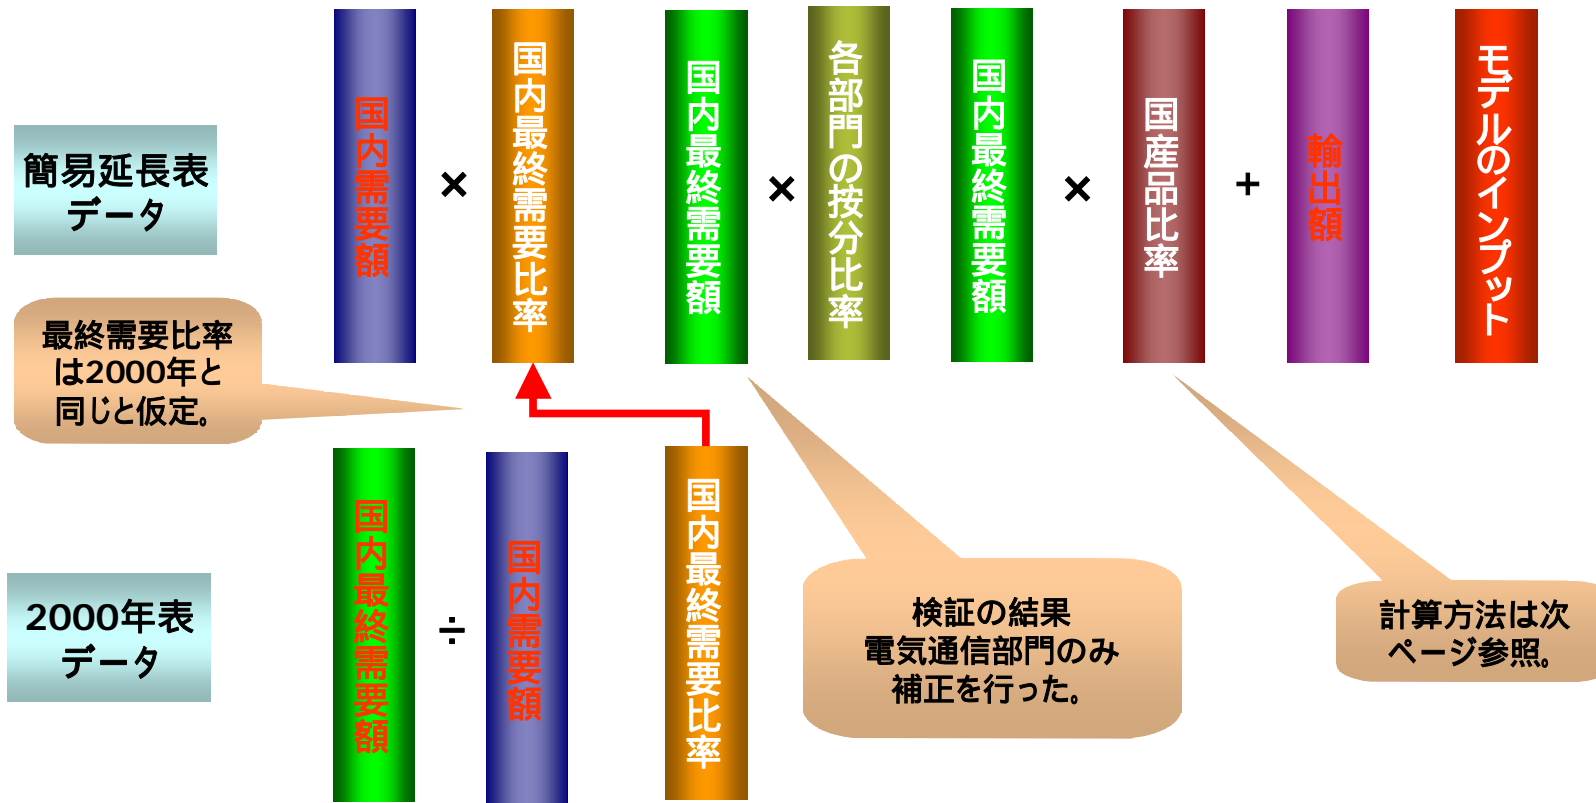 簡易延長表
データ
国内需要額
×
国内最終需要比率
国内最終需要額
×
各部門の按分比率
国内最終需要額
×
国産品比率
+
輸出額
モデルのインプット
最終需要比率
は2000年と
同じと仮定。
2000年表
データ
国内最終需要額
÷
国内需要額
国内最終需要比率
検証の結果
電気通信部門のみ
補正を行った。
計算方法は次
ページ参照。